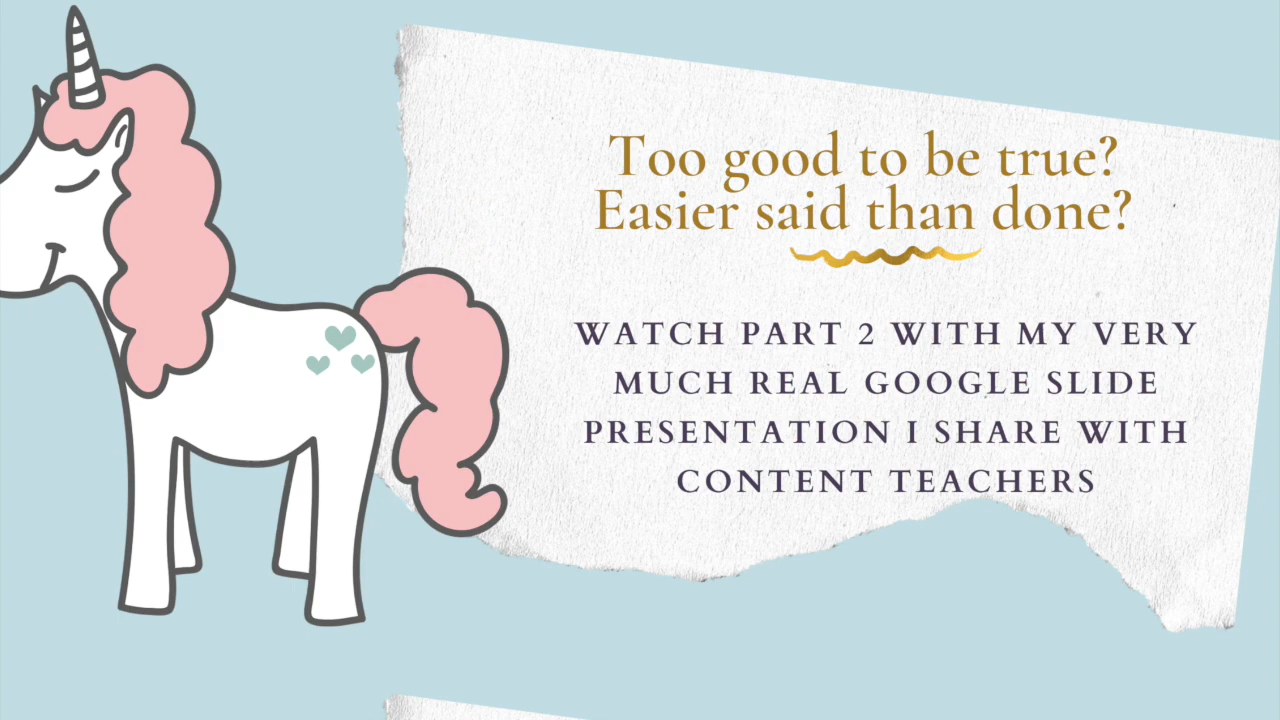 Too good to be true?
Easier said than done?
WATCH PART 2 WITH MY VERY
MUCH REAL GOOGLE SLIDE
PRESENTATION I SHARE WITH
CONTENT TEACHERS